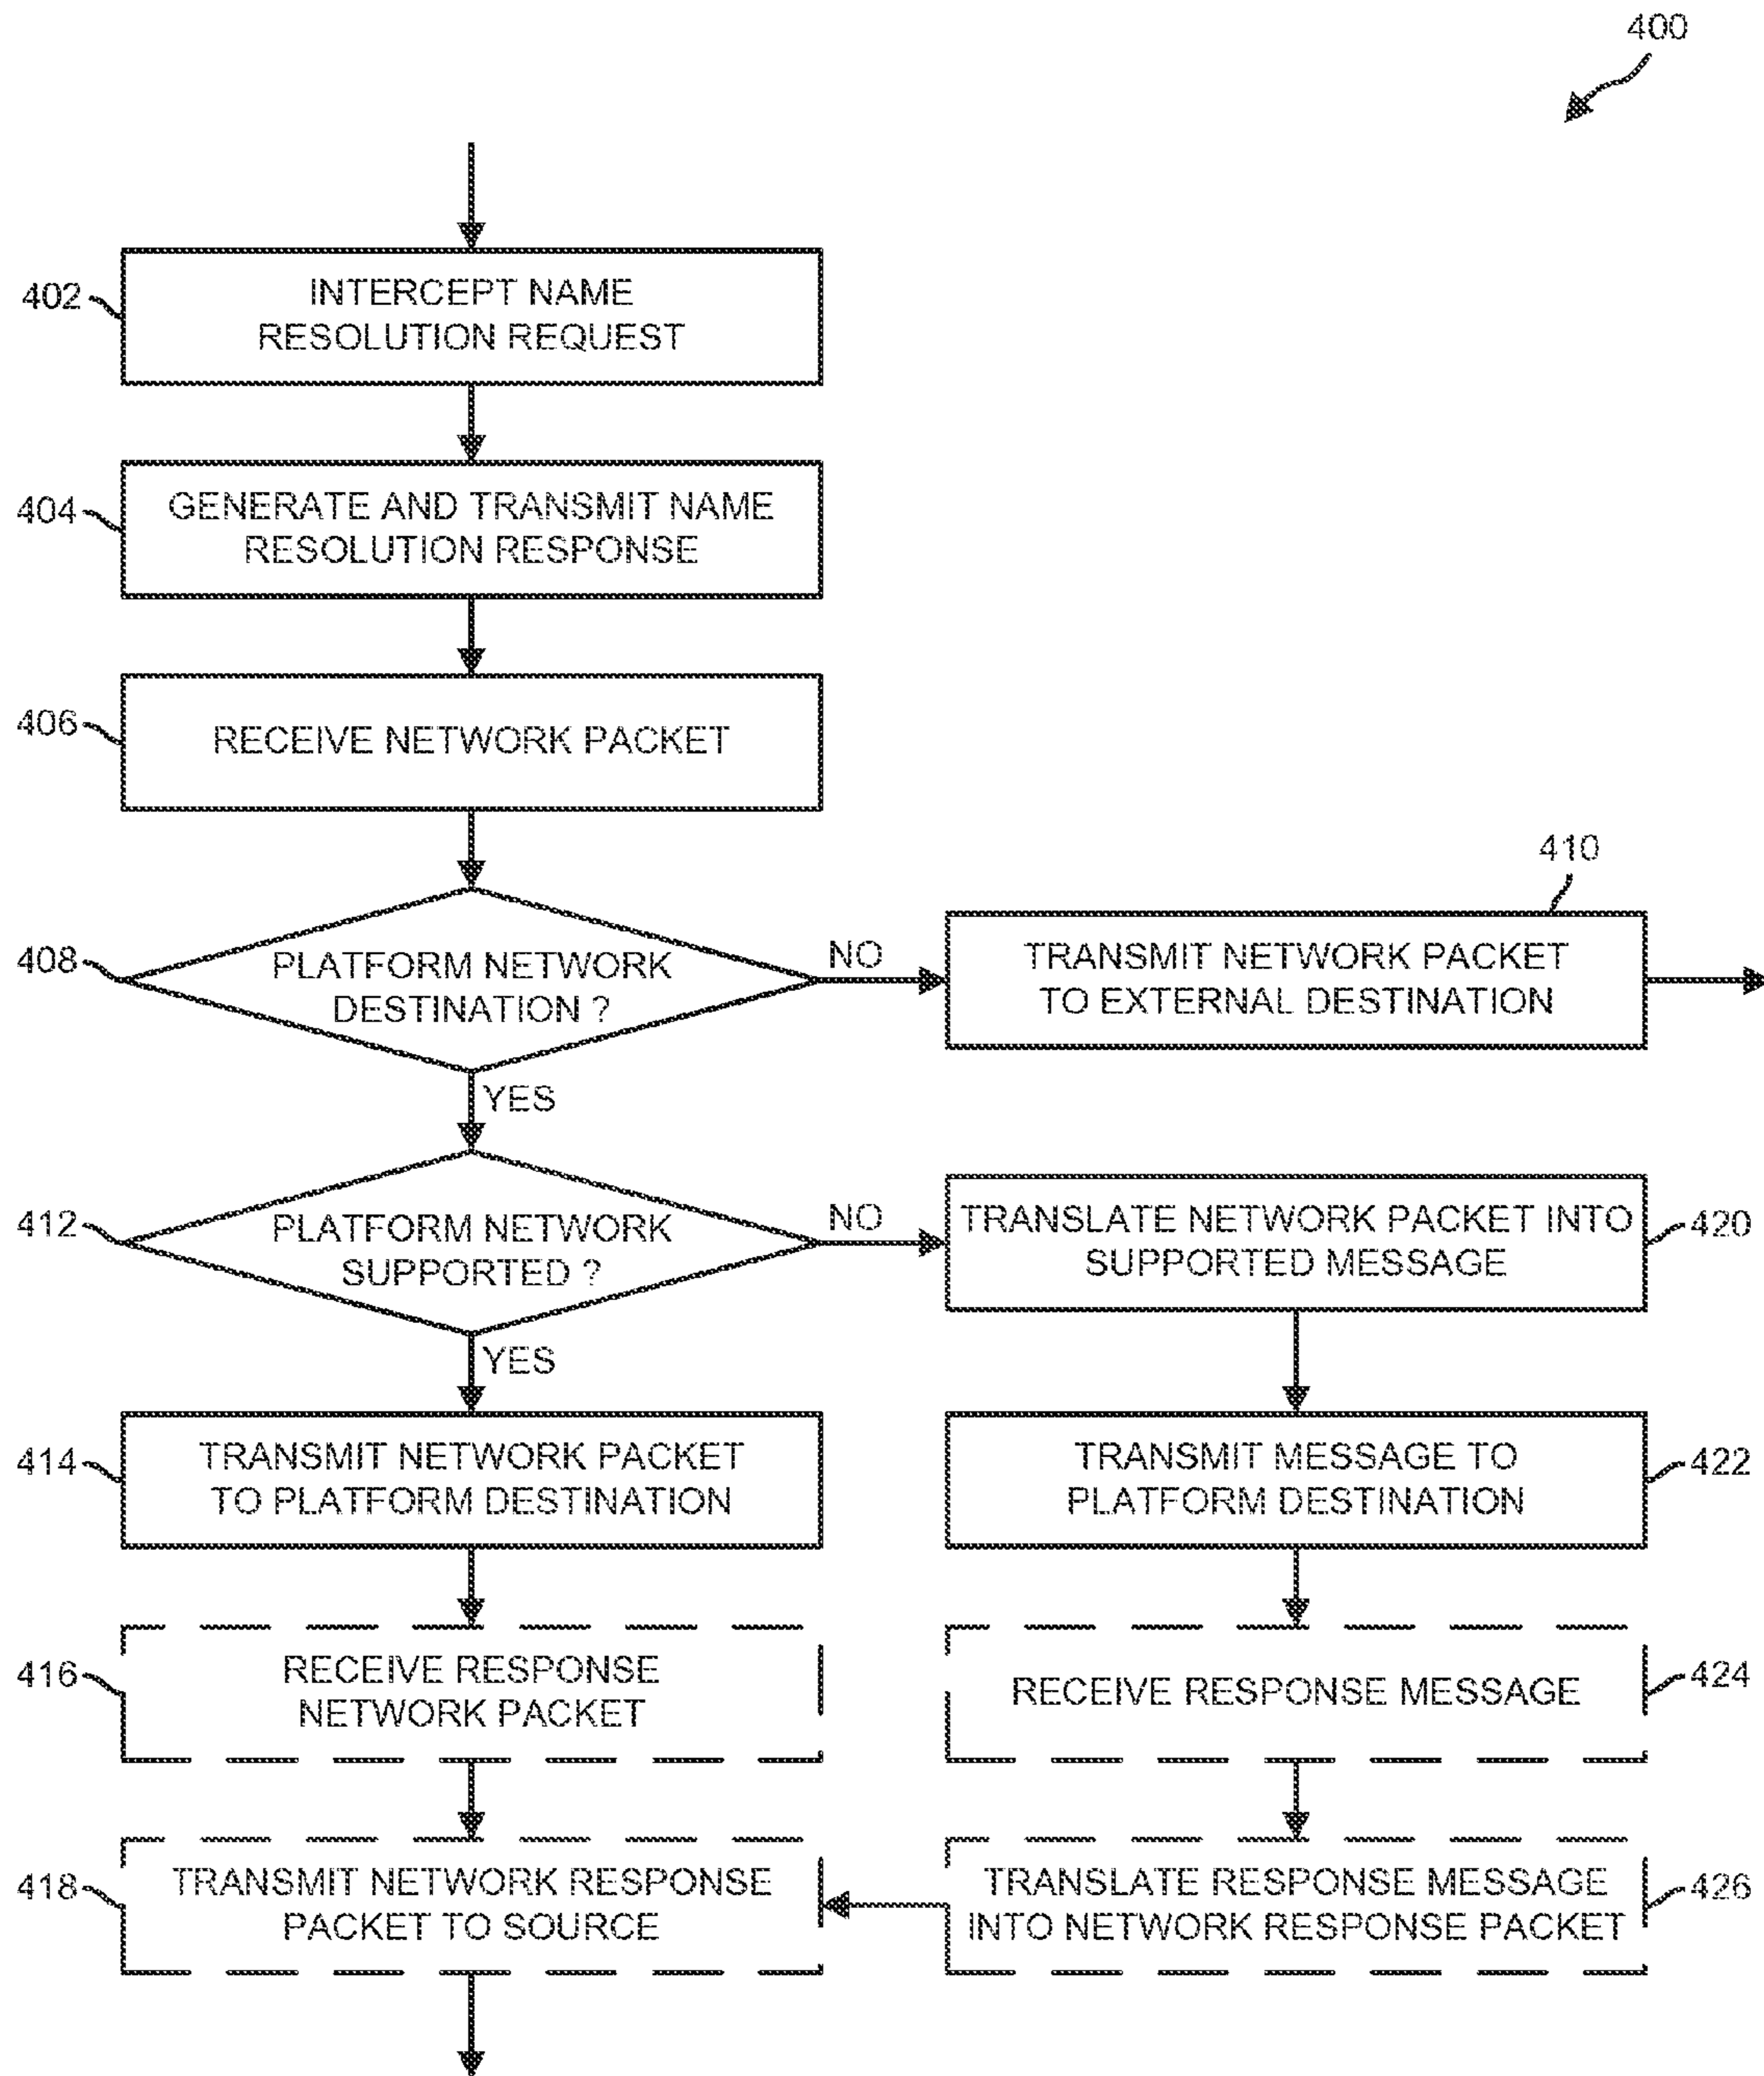 400
402
INTERCEPT NAME
RESOLUTION REQUEST
404
GENERATE AND TRANSMIT NAME
RESOLUTION RESPONSE
406
RECEIVE NETWORK PACKET
408
PLATFORM NETWORK
DESTINATION ?
NO
410
TRANSMIT NETWORK PACKET
TO EXTERNAL DESTINATION
YES
412
PLATFORM NETWORK
SUPPORTED ?
NO
TRANSLATE NETWORK PACKET INTO
SUPPORTED MESSAGE
420
YES
414
TRANSMIT NETWORK PACKET
TO PLATFORM DESTINATION
TRANSMIT MESSAGE TO
PLATFORM DESTINATION
422
416
RECEIVE RESPONSE
NETWORK PACKET
RECEIVE RESPONSE MESSAGE
424
418
TRANSMIT NETWORK RESPONSE
PACKET TO SOURCE
TRANSLATE RESPONSE MESSAGE
INTO NETWORK RESPONSE PACKET
426